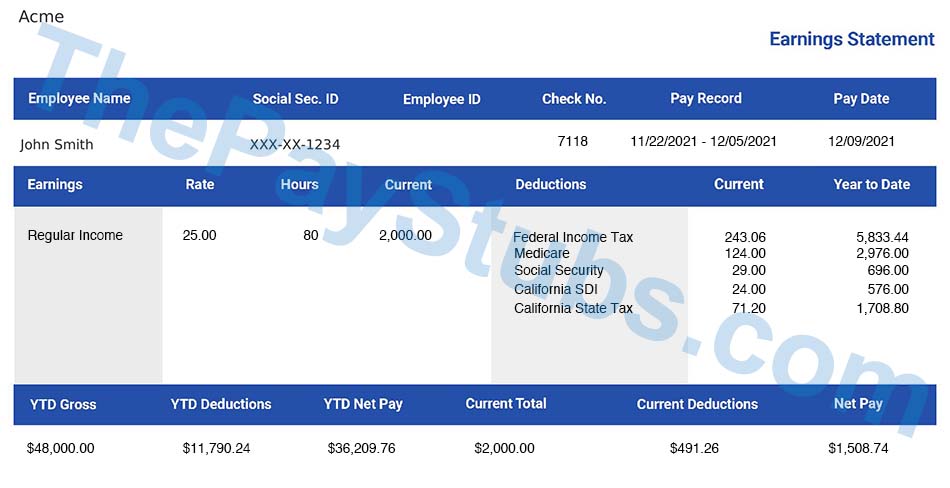 Acme
Earnings Statement
Employee Name Social Sec. ID Employee ID Check No. Pay Record Pay Date
John Smith XXX-XX-1234 7118 11/22/2021 - 12/05/2021 12/09/2021
Earnings Rate Hours Current Deductions Current Year to Date
Regular Income 25.00 80 2,000.00 Federal Income Tax 243.06 5,833.44
Medicare 124.00 2,976.00
Social Security 29.00 696.00
California SDI 24.00 576.00
California State Tax 71.20 1,708.80
YTD Gross YTD Deductions YTD Net Pay Current Total Current Deductions Net Pay
$48,000.00 $11,790.24 $36,209.76 $2,000.00 $491.26 $1,508.74
ThePayStubs.com